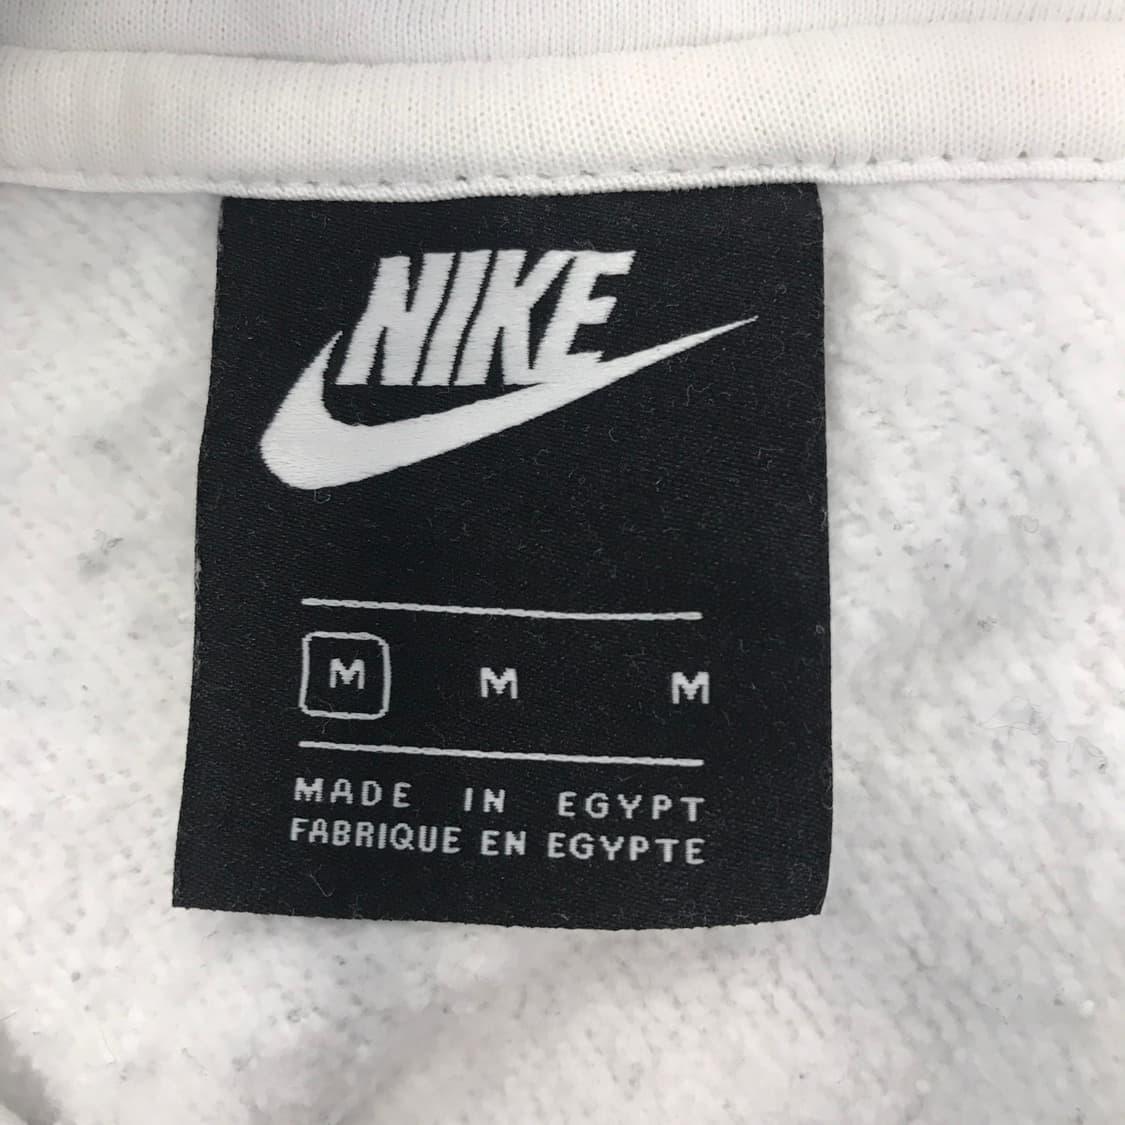 NIKE
M M M
MADE IN EGYPT
FABRIQUE EN EGYPTE